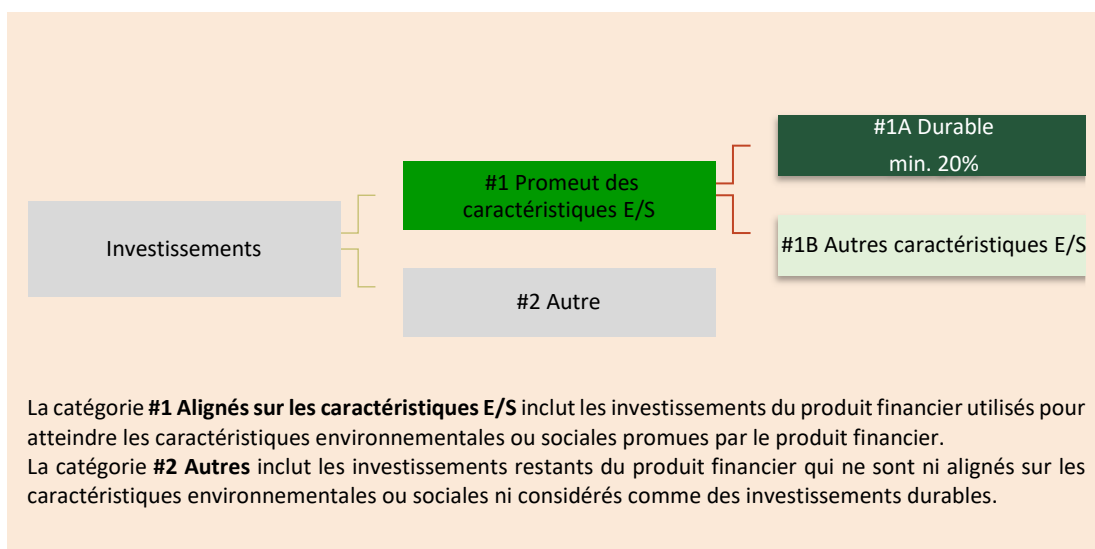 #1A Durable
min. 20%
#1 Promeut des
caractéristiques E/S
Investissements
#1B Autres caractéristiques E/S
#2 Autre
La catégorie #1 Alignés sur les caractéristiques E/S inclut les investissements du produit financier utilisés pour
atteindre les caractéristiques environnementales ou sociales promues par le produit financier.
La catégorie #2 Autres inclut les investissements restants du produit financier qui ne sont ni alignés sur les
caractéristiques environnementales ou sociales ni considérés comme des investissements durables.